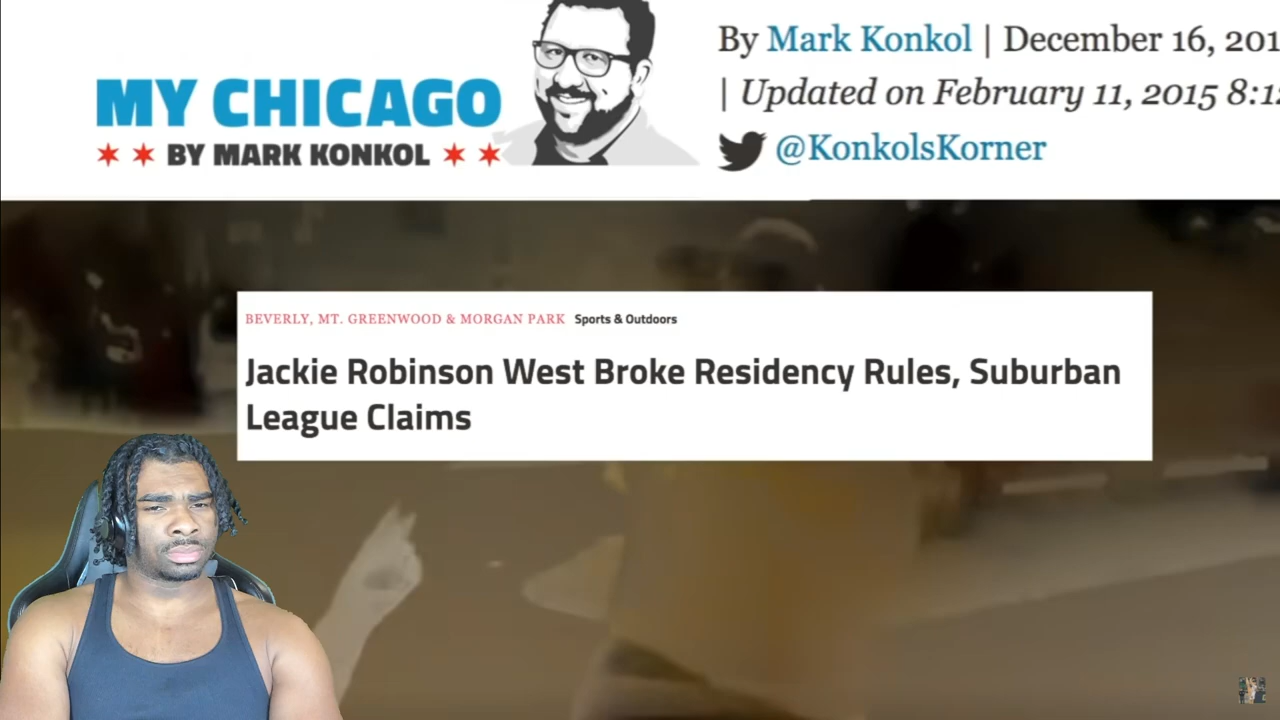 By Mark Konkol | December 16, 201
| Updated on February 11, 2015 8:12
@KonkolsKorner
MY CHICAGO
BY MARK KONKOL
BEVERLY, MT. GREENWOOD & MORGAN PARK Sports & Outdoors
Jackie Robinson West Broke Residency Rules, Suburban
League Claims